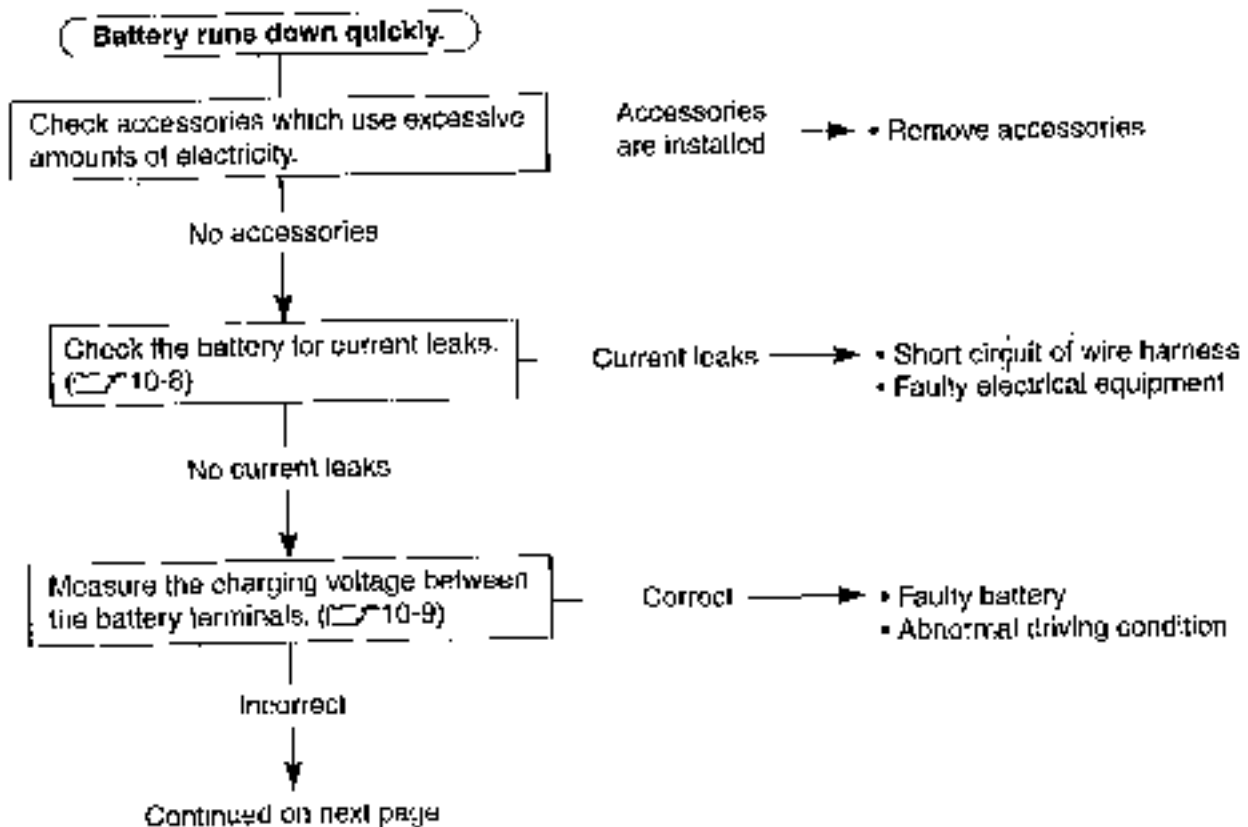 Battery runs down quickly.
Check accessories which use excessive
amounts of electricity.
Accessories
are installed
• Remove accessories
No accessories
Check the battery for current leaks.
(10-8)
Current leaks
• Short circuit of wire harness
• Faulty electrical equipment
No current leaks
Measure the charging voltage between
the battery terminals. (10-9)
Correct
• Faulty battery
• Abnormal driving condition
Incorrect
Continued on next page